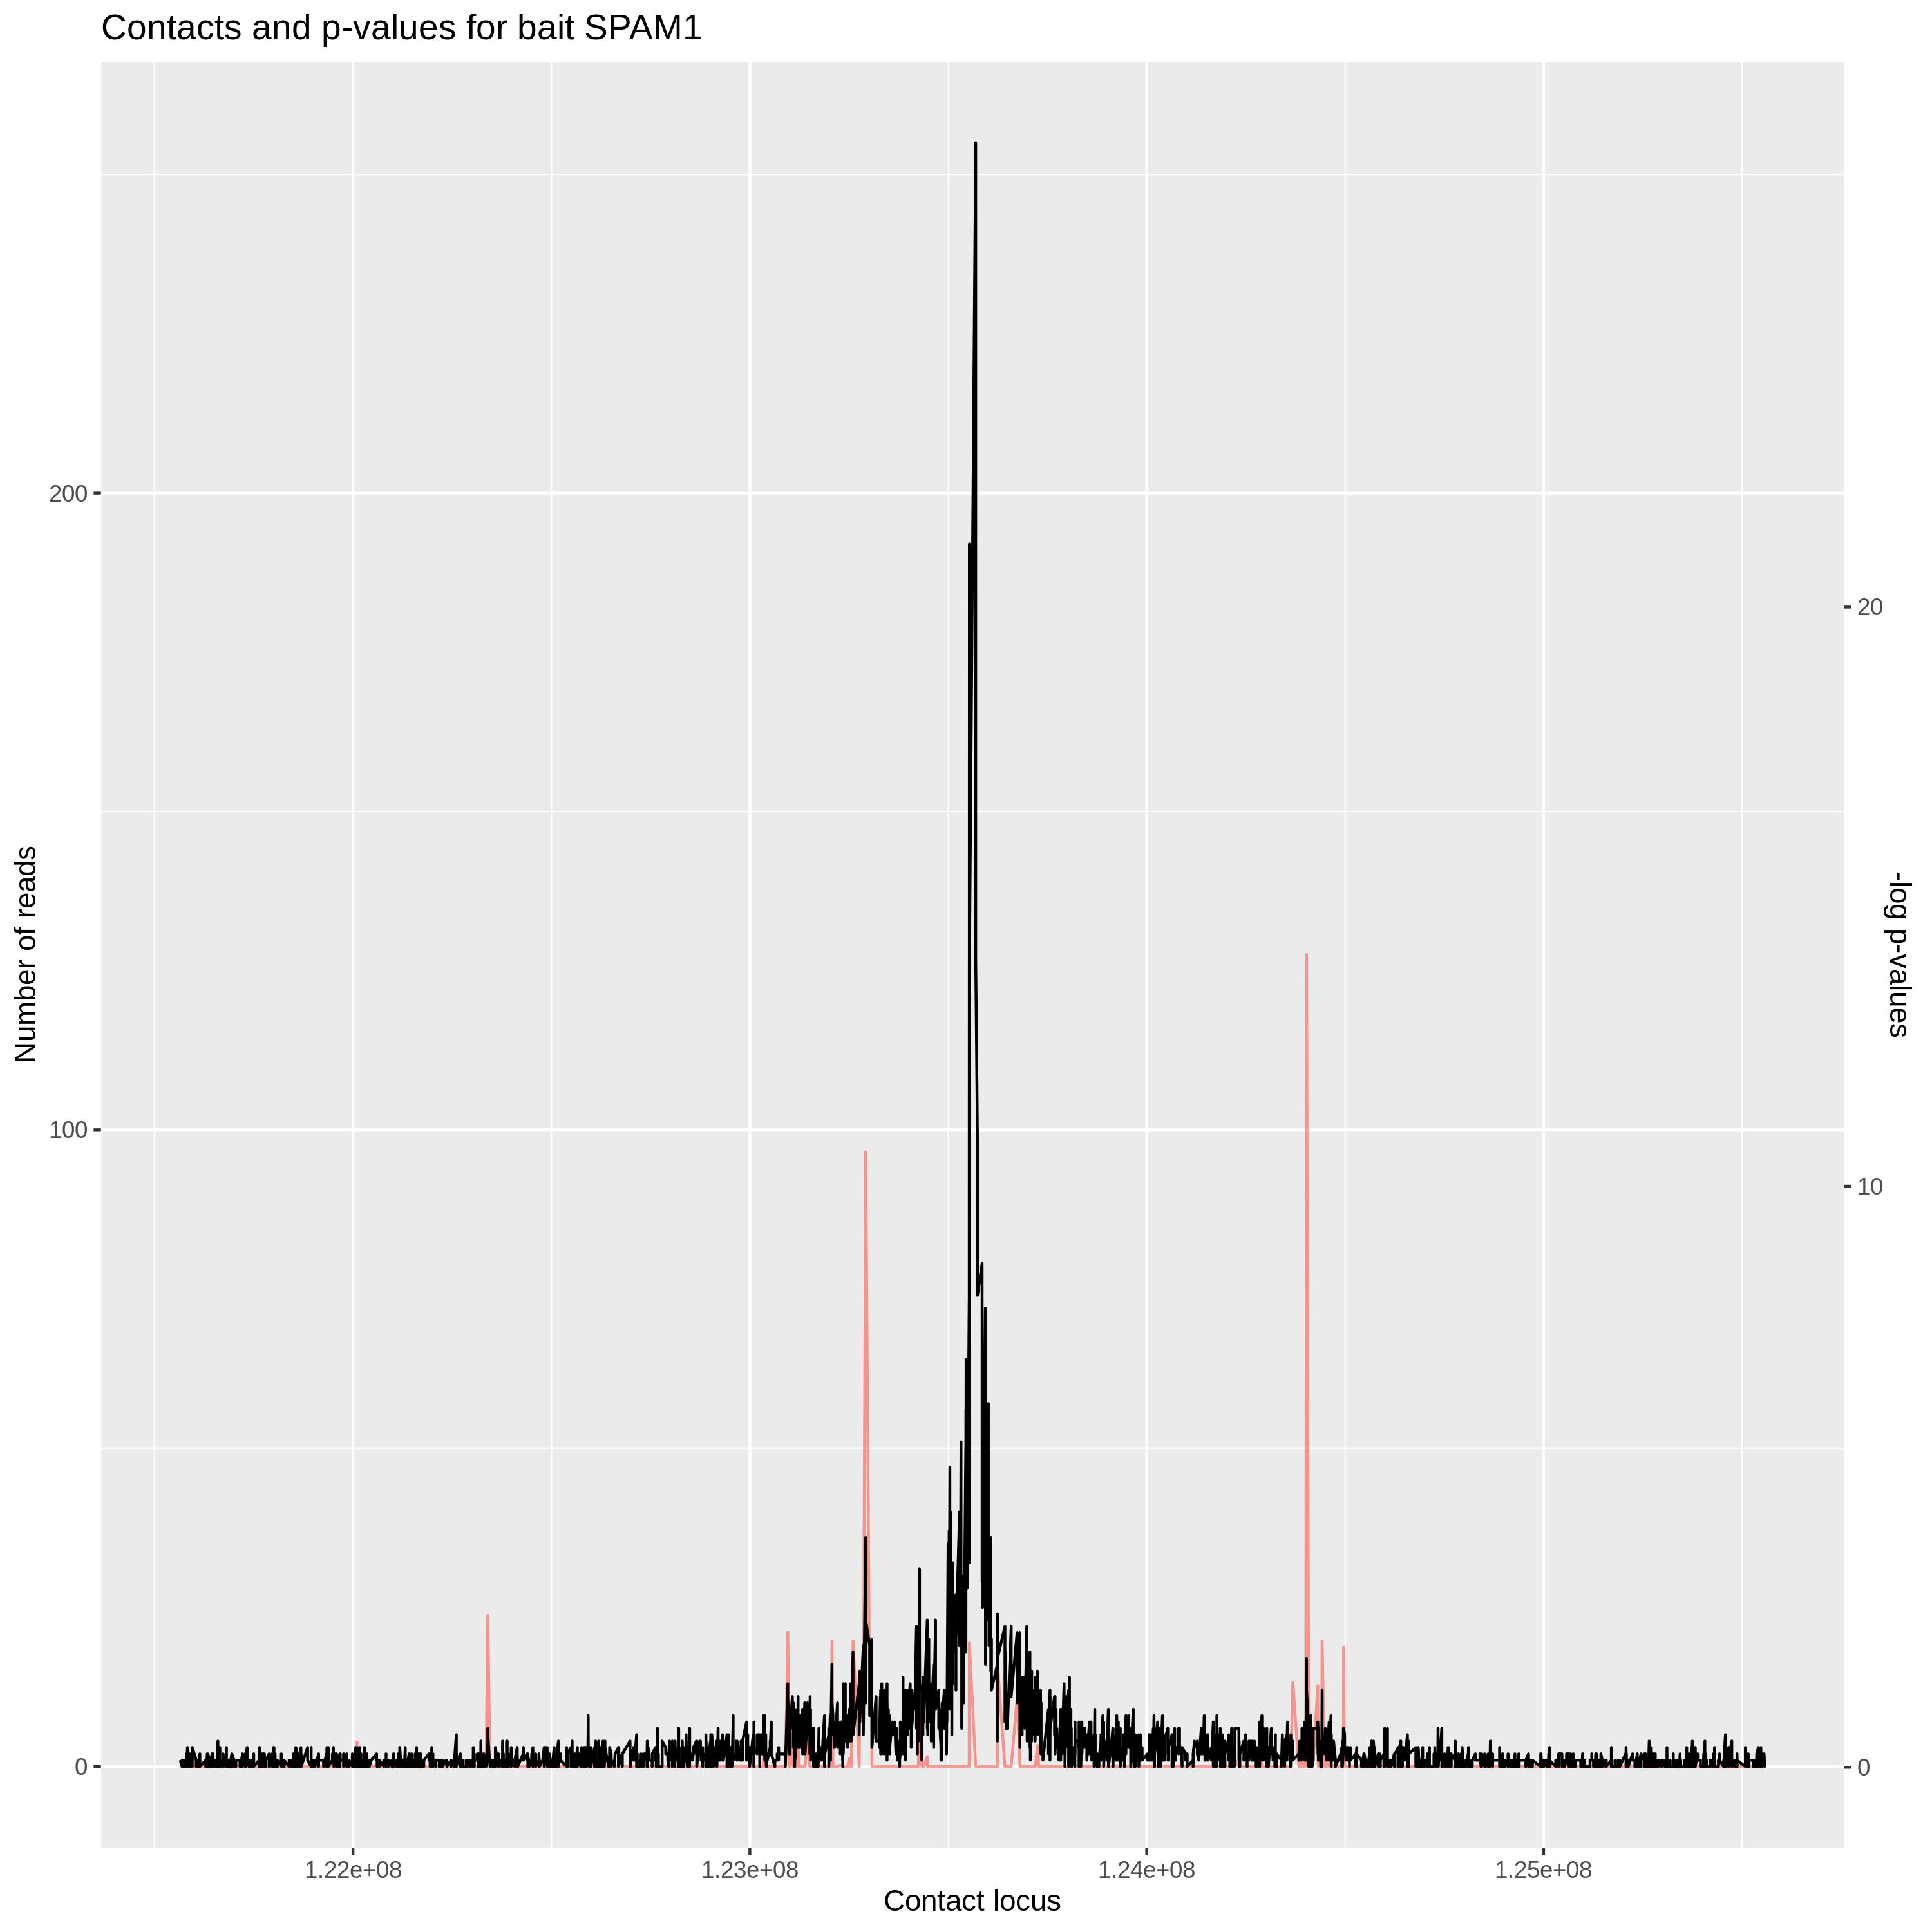 Contacts and p-values for bait SPAM1
200
100
0
Number of reads
20
10
0
-log p-values
1.22e+08
1.23e+08
1.24e+08
1.25e+08
Contact locus